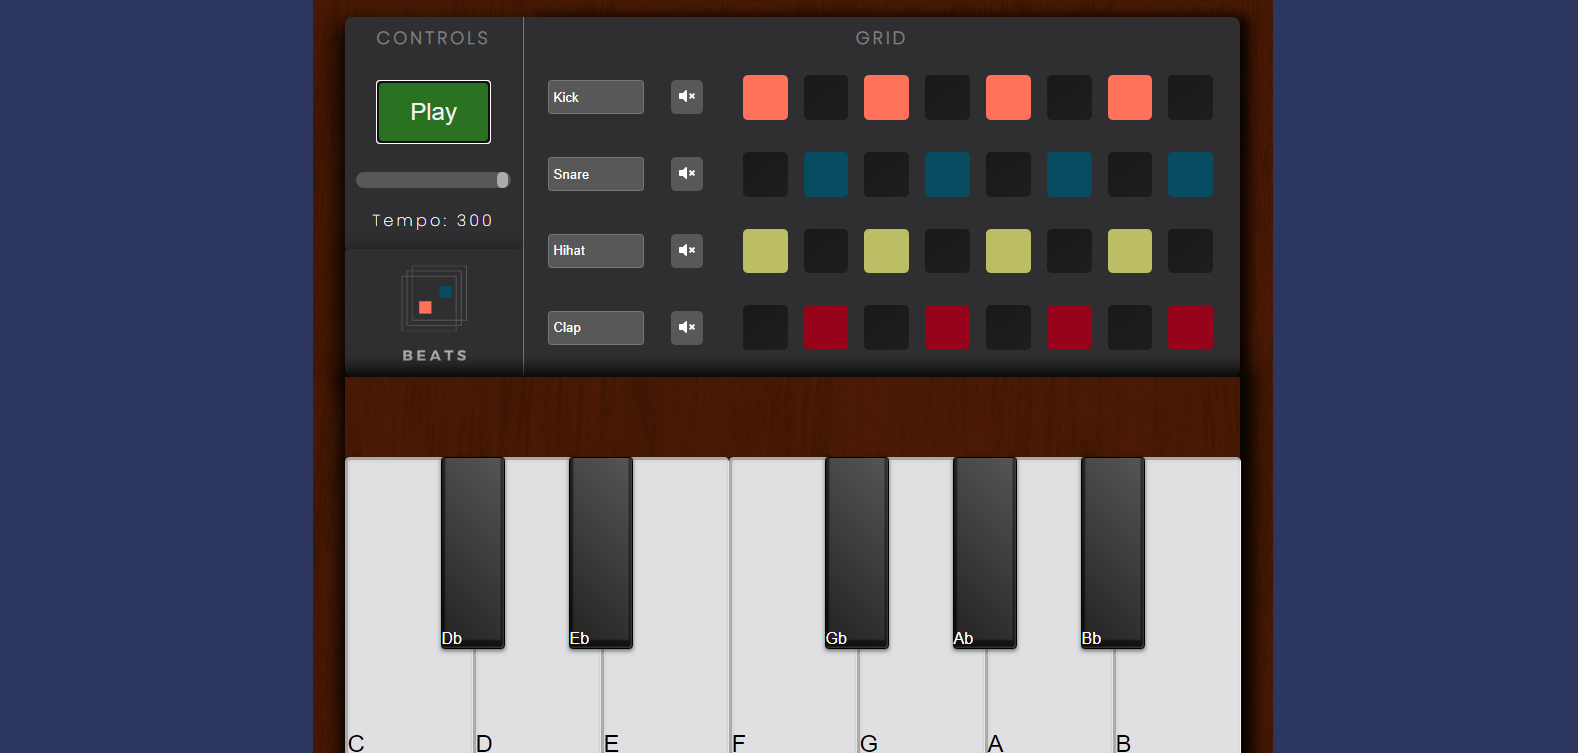 CONTROLS
GRID
Play
Tempo: 300
BEATS
Kick
Snare
Hihat
Clap
Db
Eb
Gb
Ab
Bb
C
D
E
F
G
A
B